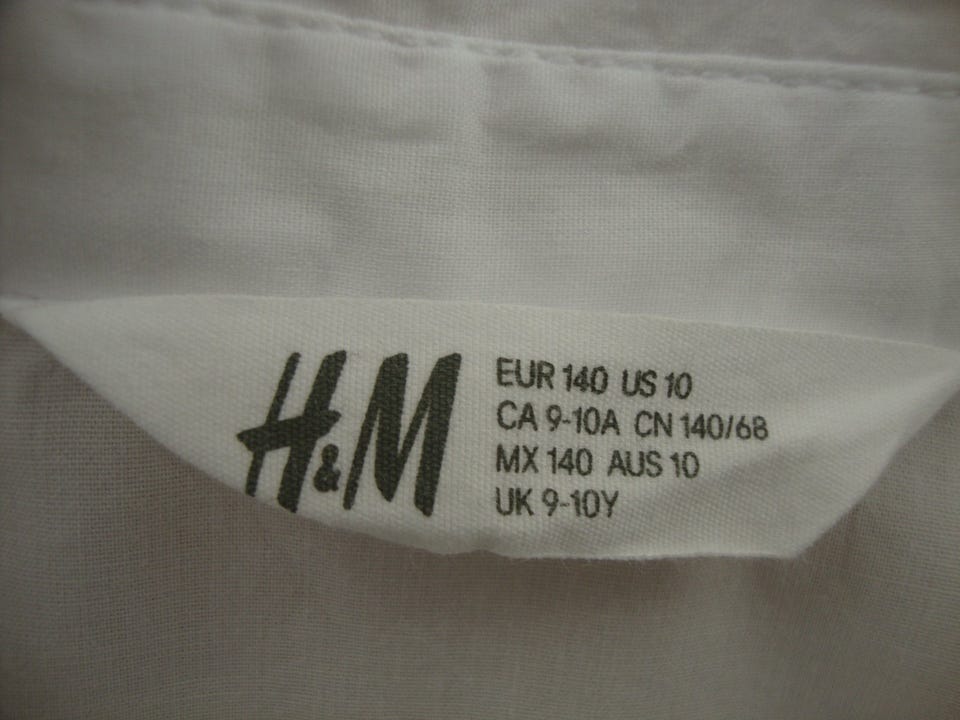 H&M
EUR 140 US 10
CA 9-10A CN 140/68
MX 140 AUS 10
UK 9-10Y